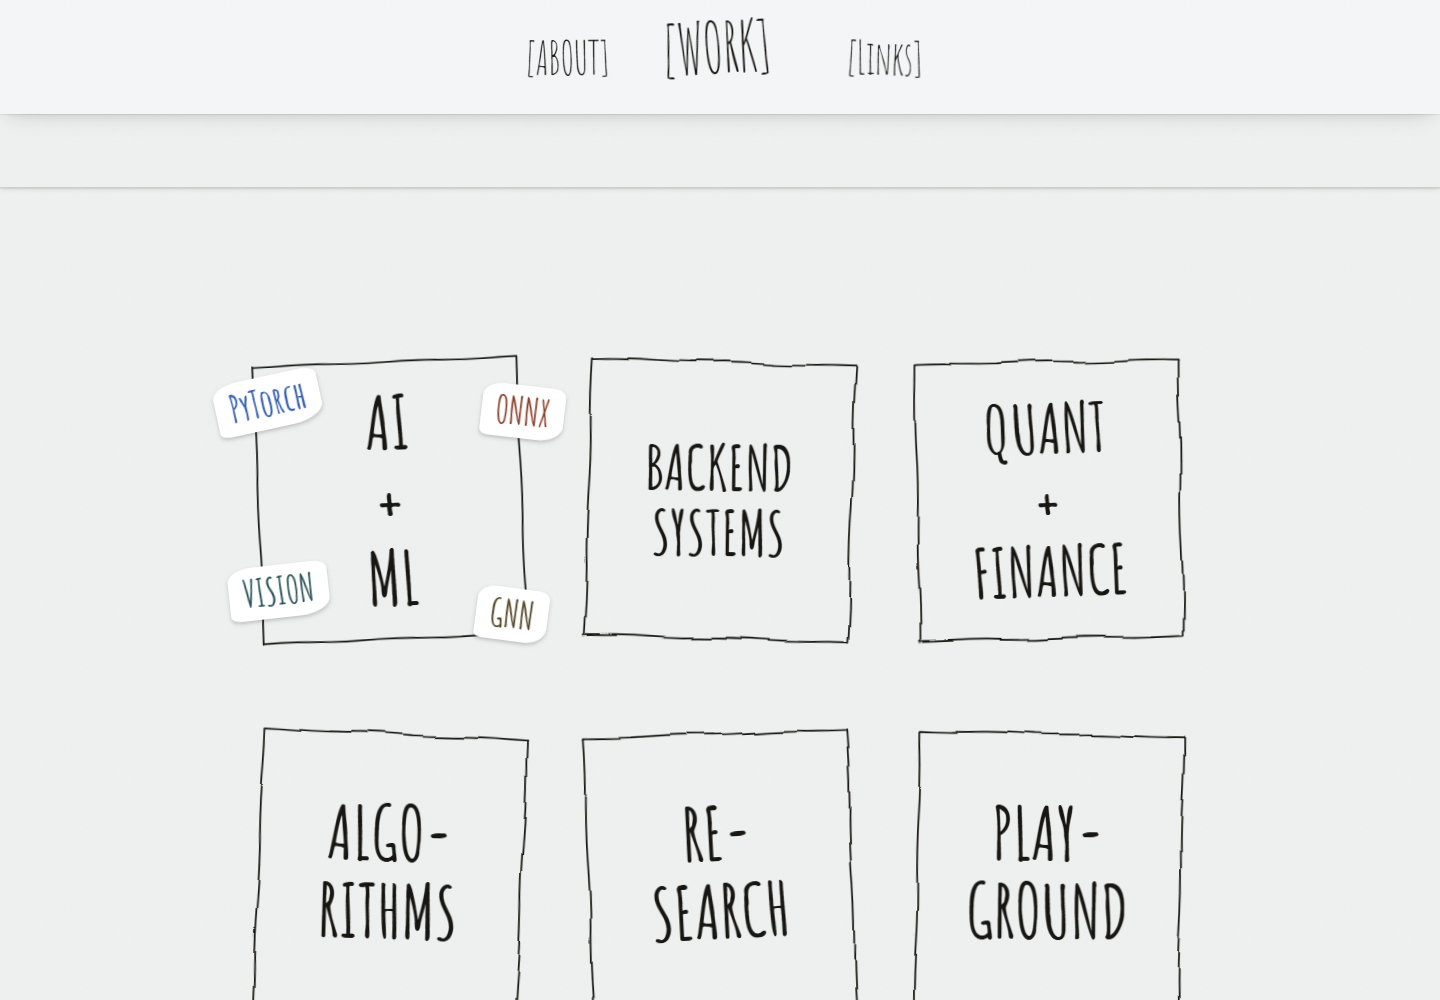 [ABOUT] [WORK] [LINKS]
PYTORCH
AI
+
ML
ONNX
VISION
GNN
BACKEND
SYSTEMS
QUANT
+
FINANCE
ALGO-
RITHMS
RE-
SEARCH
PLAY-
GROUND